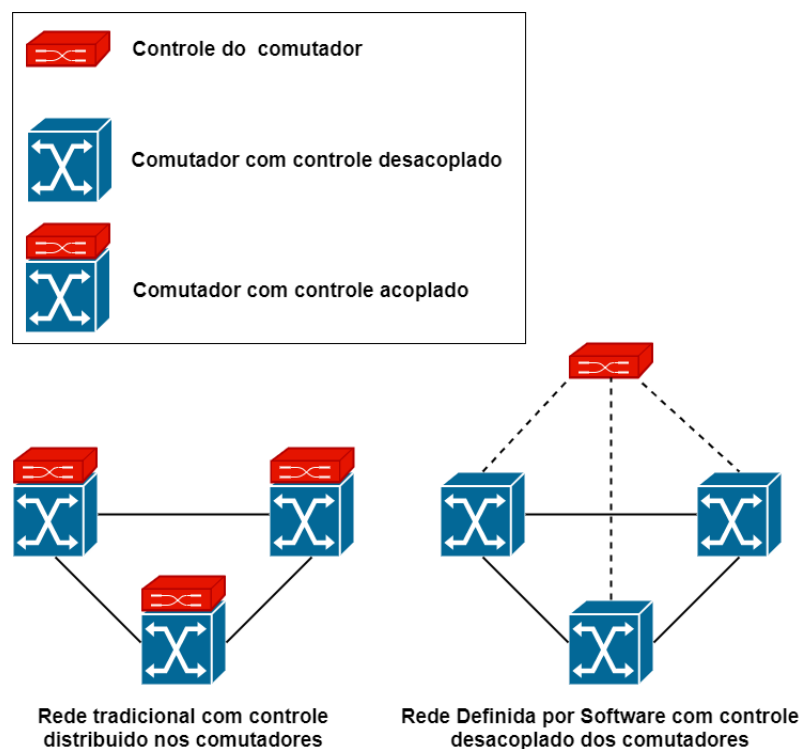 Controle do comutador
Comutador com controle desacoplado
Comutador com controle acoplado
Rede tradicional com controle
distribuido nos comutadores
Rede Definida por Software com controle
desacoplado dos comutadores